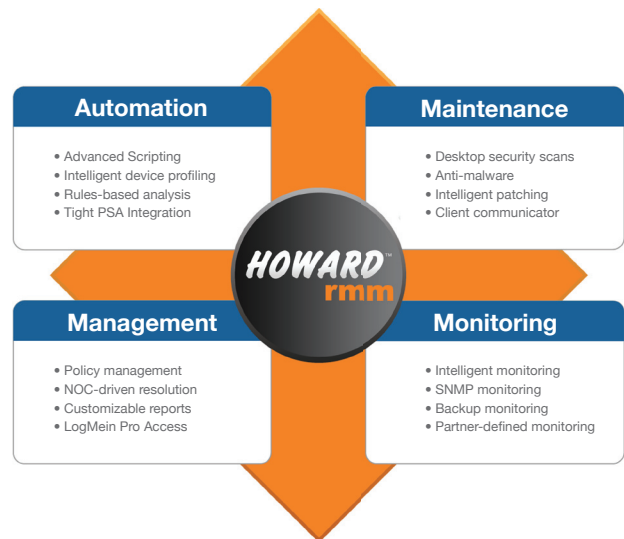 Automation
• Advanced Scripting
• Intelligent device profiling
• Rules-based analysis
• Tight PSA Integration
Maintenance
• Desktop security scans
• Anti-malware
• Intelligent patching
• Client communicator
HOWARD™
rmm
Management
• Policy management
• NOC-driven resolution
• Customizable reports
• LogMein Pro Access
Monitoring
• Intelligent monitoring
• SNMP monitoring
• Backup monitoring
• Partner-defined monitoring